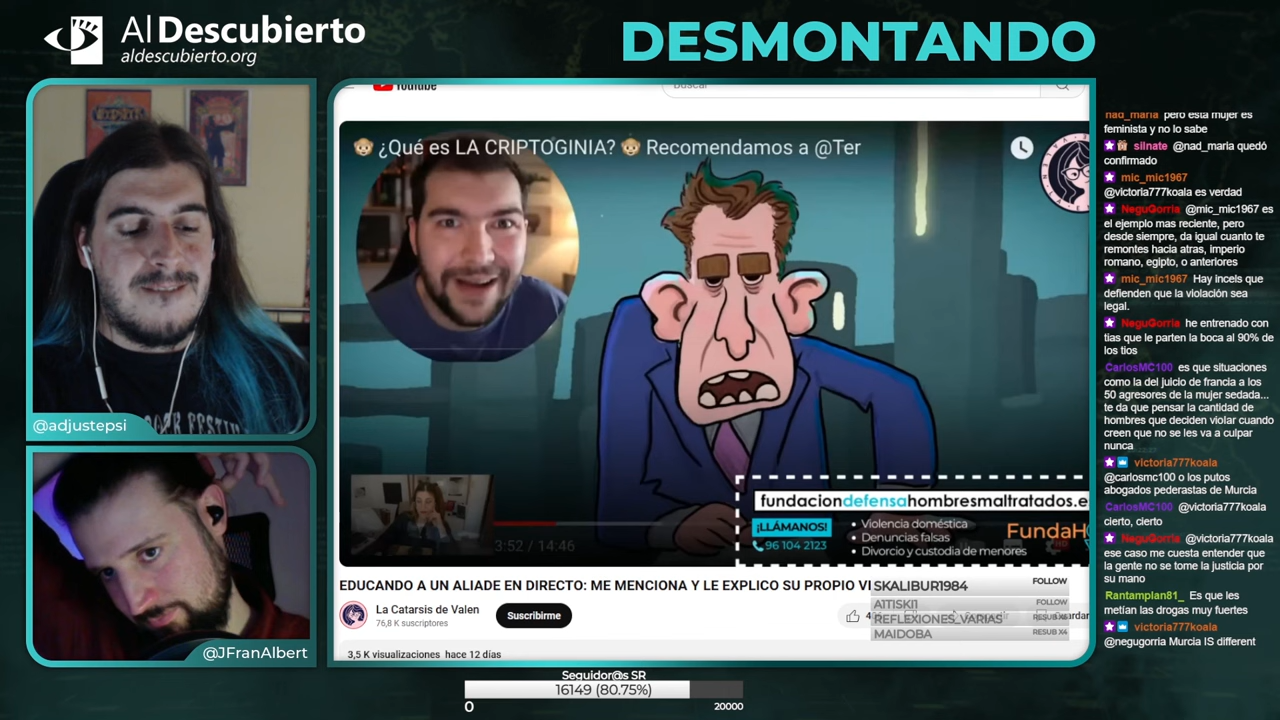 Al Descubierto
aldescubierto.org
DESMONTANDO
@adjustepsi
@JFranAlbert
YouTube
Buscar
¿Qué es LA CRIPTOGINIA? Recomendamos a @Ter
3:52 / 14:46
fundaciondefensahombresmaltratados.e
¡LLÁMANOS!
96 104 2123
• Violencia doméstica
• Denuncias falsas
• Divorcio y custodia de menores
FundaH
EDUCANDO A UN ALIADE EN DIRECTO: ME MENCIONA Y LE EXPLICO SU PROPIO VI
La Catarsis de Valen
76,8 K suscriptores
Suscribirme
SKALIBUR1984 FOLLOW
AITISKI1 FOLLOW
REFLEXIONES_VARIAS RESUB X4
MAIDOBA RESUB X4
3,5 K visualizaciones hace 12 días
Seguidor@s SR
16149 (80.75%)
0
20000
nad_maria pero esta mujer es
feminista y no lo sabe
silnate @nad_maria quedó
confirmado
mic_mic1967
@victoria777koala es verdad
NeguGorria @mic_mic1967 es
el ejemplo mas reciente, pero
desde siempre, da igual cuanto te
remontes hacia atras, imperio
romano, egipto, o anteriores
mic_mic1967 Hay incels que
defienden que la violación sea
legal.
NeguGorria he entrenado con
tias que le parten la boca al 90% de
los tios
CarlosMC100 es que situaciones
como la del juicio de francia a los
50 agresores de la mujer sedada...
te da que pensar la cantidad de
hombres que deciden violar cuando
creen que no se les va a culpar
nunca
victoria777koala
@carlosmc100 o los putos
abogados pederastas de Murcia
CarlosMC100 @victoria777koala
cierto, cierto
NeguGorria @victoria777koala
ese caso me cuesta entender que
la gente no se tome la justicia por
su mano
Rantamplan81_ Es que les
metían las drogas muy fuertes
victoria777koala
@negugorria Murcia IS different